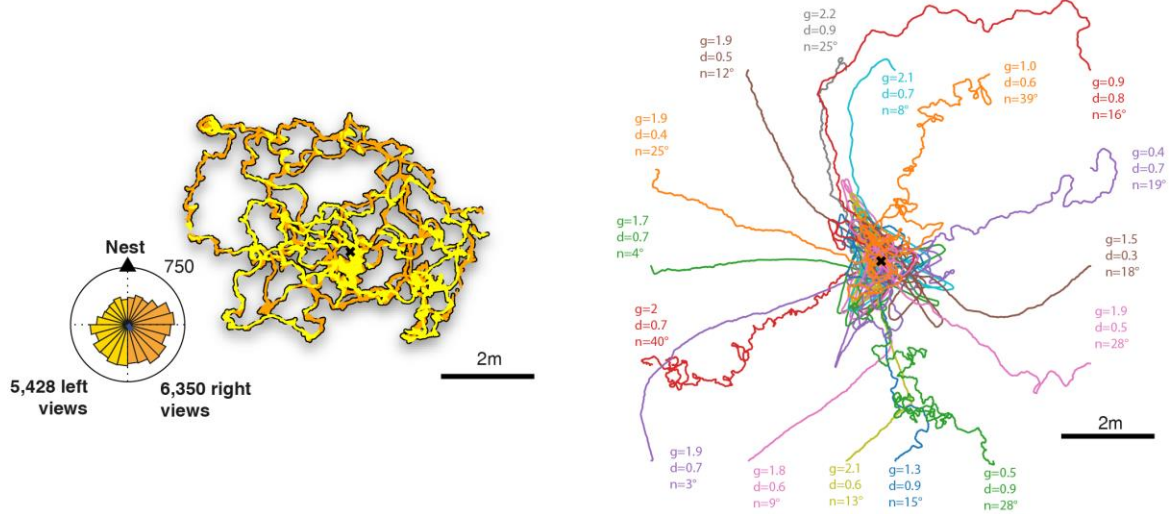 Nest
750
5,428 left
views
6,350 right
views
2m
g=2.2
d=0.9
n=25°
g=1.9
d=0.5
n=12°
g=2.1
d=0.7
n=8°
g=1.0
d=0.6
n=39°
g=0.9
d=0.8
n=16°
g=1.9
d=0.4
n=25°
g=0.4
d=0.7
n=19°
g=1.7
d=0.7
n=4°
g=1.5
d=0.3
n=18°
g=2
d=0.7
n=40°
g=1.9
d=0.5
n=28°
2m
g=1.9
d=0.7
n=3°
g=1.8
d=0.6
n=9°
g=2.1
d=0.6
n=13°
g=1.3
d=0.9
n=15°
g=0.5
d=0.9
n=28°